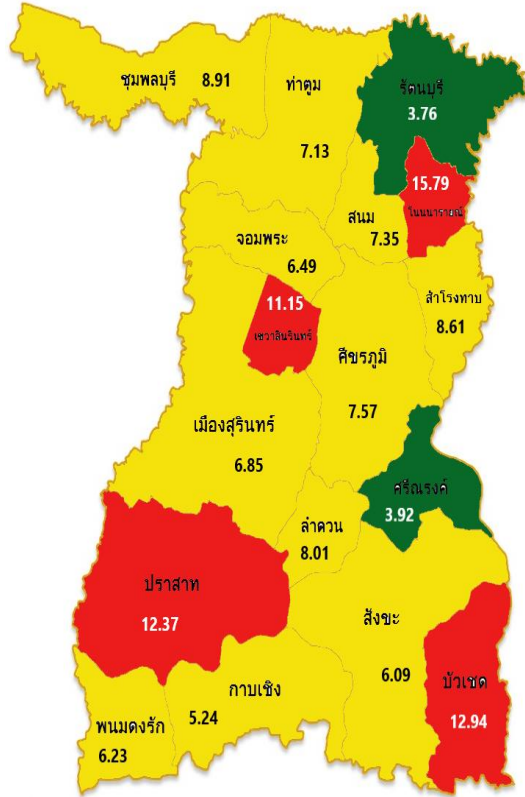 ชุมพลบุรี 8.91
ท่าตูม
7.13
รัตนบุรี
3.76
15.79
โนนนารายณ์
สนม
7.35
จอมพระ
6.49
สำโรงทาบ
8.61
11.15
เขวาสินรินทร์
ศีขรภูมิ
7.57
เมืองสุรินทร์
6.85
ศรีณรงค์
3.92
ลำดวน
8.01
ปราสาท
12.37
สังขะ
6.09
บัวเชด
12.94
กาบเชิง
5.24
พนมดงรัก
6.23